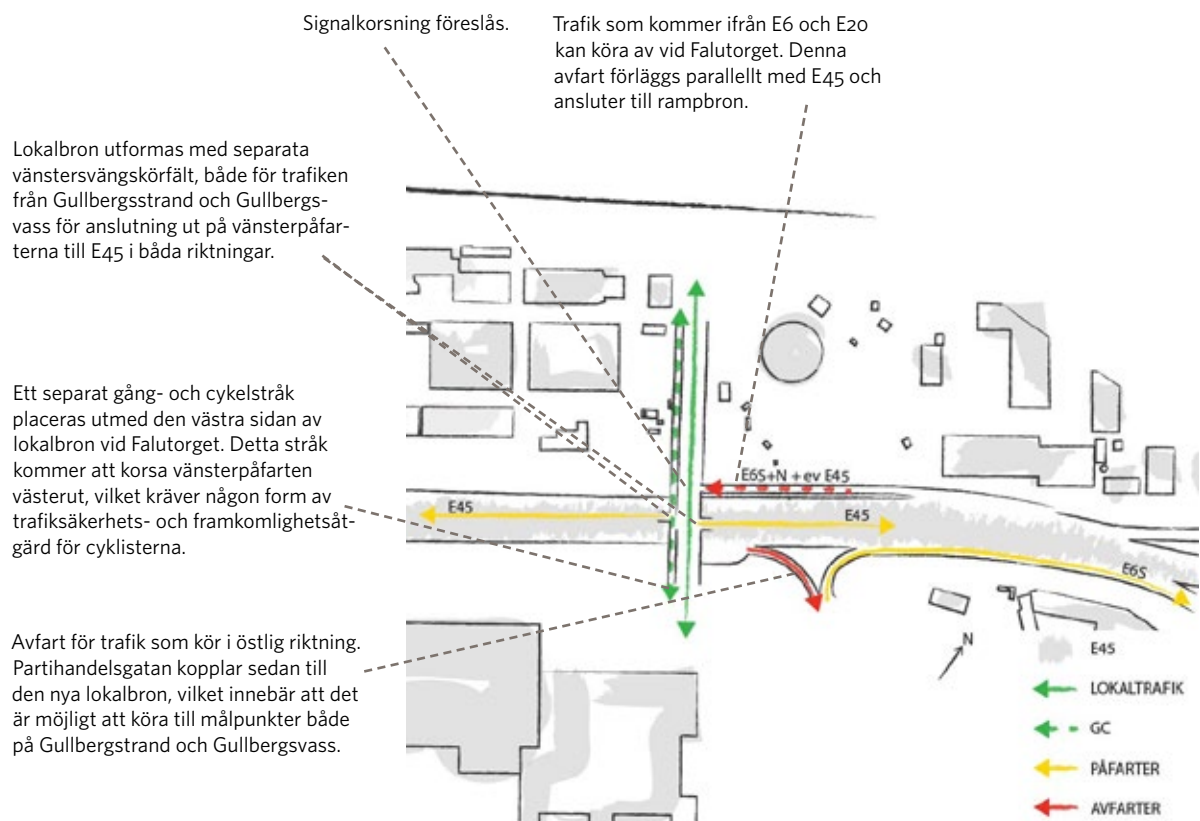 Signalkorsning föreslås.
Trafik som kommer ifrån E6 och E20
kan köra av vid Falutorget. Denna
avfart förläggs parallellt med E45 och
ansluter till rampbron.
Lokalbron utformas med separata
vänstersvängskörfält, både för trafiken
från Gullbergsstrand och Gullbergs-
vass för anslutning ut på vänsterpåfar-
terna till E45 i båda riktningar.
Ett separat gång- och cykelstråk
placeras utmed den västra sidan av
lokalbron vid Falutorget. Detta stråk
kommer att korsa vänsterpåfarten
västerut, vilket kräver någon form av
trafiksäkerhets- och framkomlighetsåt-
gärd för cyklisterna.
Avfart för trafik som kör i östlig riktning.
Partihandelsgatan kopplar sedan till
den nya lokalbron, vilket innebär att det
är möjligt att köra till målpunkter både
på Gullbergstrand och Gullbergsvass.
E6S+N + ev E45
E45
E45
E6S
N
E45
LOKALTRAFIK
GC
PÅFARTER
AVFARTER